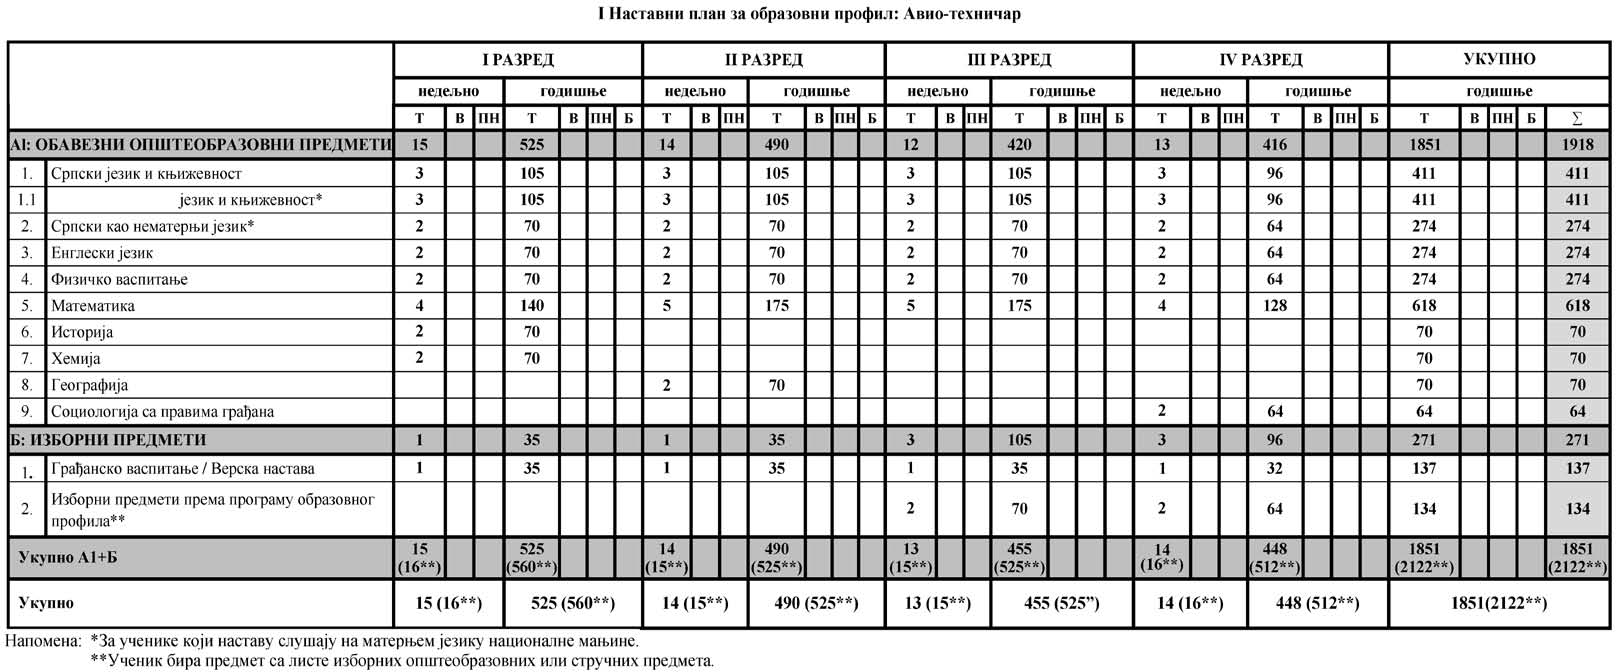 I Наставни план за образовни профил: Авио-техничар
I РАЗРЕД II РАЗРЕД III РАЗРЕД IV РАЗРЕД УКУПНО
недељно годишње недељно годишње недељно годишње недељно годишње годишње
Т В ПН Т В ПН Б Т В ПН Т В ПН Б Т В ПН Т В ПН Б Т В ПН Т В ПН Б Т В ПН Б ∑
АI: ОБАВЕЗНИ ОПШТЕОБРАЗОВНИ ПРЕДМЕТИ 15 525 14 490 12 420 13 416 1851 1918
1. Српски језик и књижевност 3 105 3 105 3 105 3 96 411 411
1.1 језик и књижевност* 3 105 3 105 3 105 3 96 411 411
2. Српски као нематерњи језик* 2 70 2 70 2 70 2 64 274 274
3. Енглески језик 2 70 2 70 2 70 2 64 274 274
4. Физичко васпитање 2 70 2 70 2 70 2 64 274 274
5. Математика 4 140 5 175 5 175 4 128 618 618
6. Историја 2 70 70 70
7. Хемија 2 70 70 70
8. Географија 2 70 70 70
9. Социологија са правима грађана 2 64 64 64
Б: ИЗБОРНИ ПРЕДМЕТИ 1 35 1 35 3 105 3 96 271 271
1. Грађанско васпитање / Верска настава 1 35 1 35 1 35 1 32 137 137
2. Изборни предмети према програму образовног профила** 2 70 2 64 134 134
Укупно А1+Б 15 (16**) 525 (560**) 14 (15**) 490 (525**) 13 (15**) 455 (525**) 14 (16**) 448 (512**) 1851 (2122**) 1851 (2122**)
Укупно 15 (16**) 525 (560**) 14 (15**) 490 (525**) 13 (15**) 455 (525”) 14 (16**) 448 (512**) 1851(2122**)
Напомена: *За ученике који наставу слушају на матерњем језику националне мањине.
**Ученик бира предмет са листе изборних општеобразовних или стручних предмета.